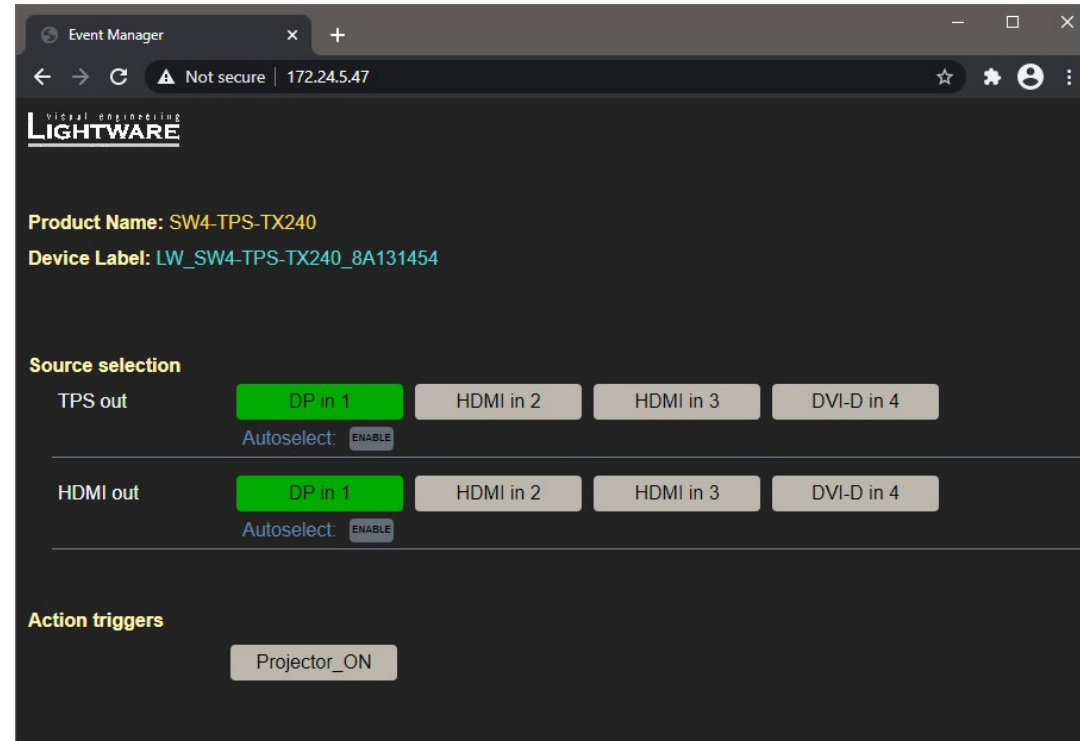 Event Manager
Not secure | 172.24.5.47
visual engineering
LIGHTWARE
Product Name: SW4-TPS-TX240
Device Label: LW_SW4-TPS-TX240_8A131454
Source selection
TPS out DP in 1 HDMI in 2 HDMI in 3 DVI-D in 4
Autoselect: ENABLE
HDMI out DP in 1 HDMI in 2 HDMI in 3 DVI-D in 4
Autoselect: ENABLE
Action triggers
Projector_ON